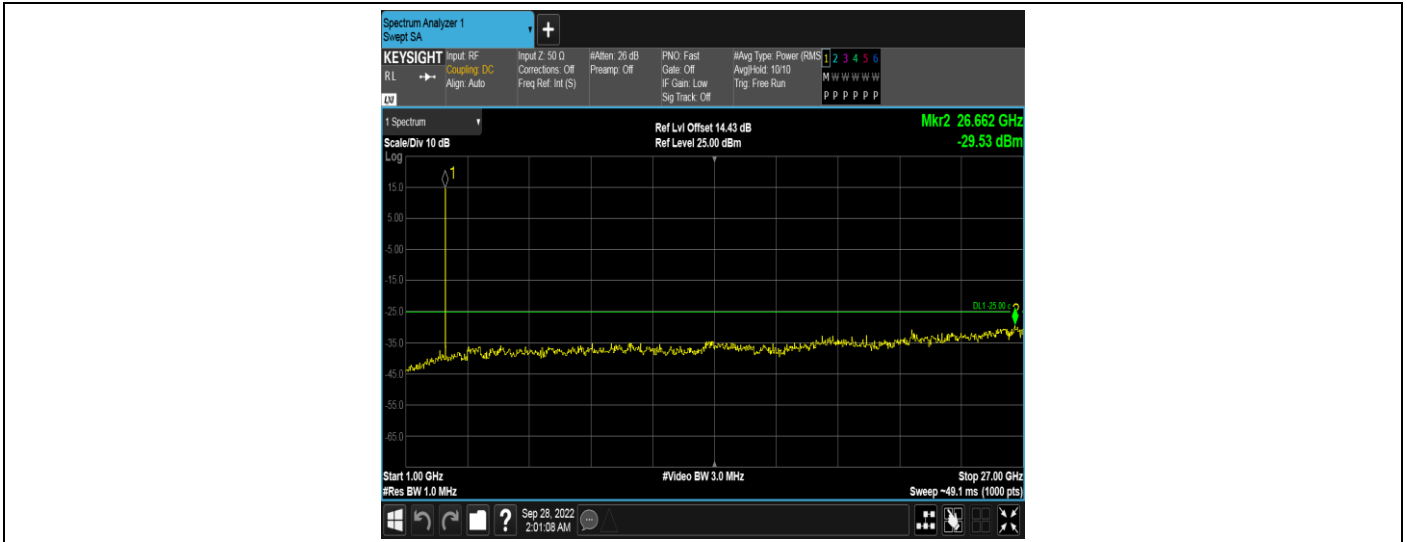 Spectrum Analyzer 1
Swept SA
+
KEYSIGHT
RL
LXI
Input: RF
Coupling: DC
Align: Auto
Input Z: 50 Ω
Corrections: Off
Freq Ref: Int (S)
#Atten: 26 dB
Preamp: Off
PNO: Fast
Gate: Off
IF Gain: Low
Sig Track: Off
#Avg Type: Power (RMS
Avg|Hold: 10/10
Trig: Free Run
1 2 3 4 5 6
M W W W W W
P P P P P P
1 Spectrum
Scale/Div 10 dB
Log
Ref Lvl Offset 14.43 dB
Ref Level 25.00 dBm
Mkr2 26.662 GHz
-29.53 dBm
1
15.0
5.00
-5.00
-15.0
-25.0
DL1 -25.00
2
-35.0
-45.0
-55.0
-65.0
Start 1.00 GHz
#Res BW 1.0 MHz
#Video BW 3.0 MHz
Stop 27.00 GHz
Sweep ~49.1 ms (1000 pts)
?
Sep 28, 2022
2:01:08 AM